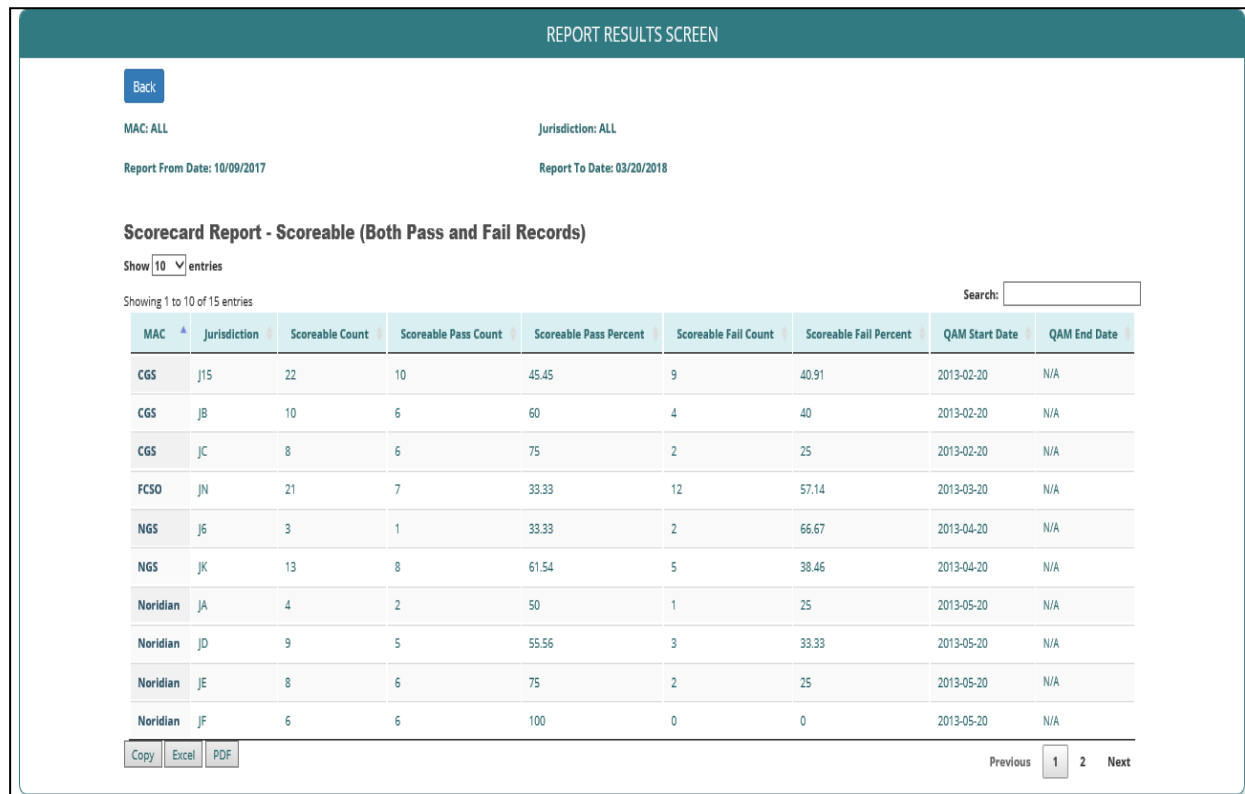 REPORT RESULTS SCREEN
Back
MAC: ALL Jurisdiction: ALL
Report From Date: 10/09/2017 Report To Date: 03/20/2018
Scorecard Report - Scoreable (Both Pass and Fail Records)
Show 10 entries
Showing 1 to 10 of 15 entries Search:
MAC Jurisdiction Scoreable Count Scoreable Pass Count Scoreable Pass Percent Scoreable Fail Count Scoreable Fail Percent QAM Start Date QAM End Date
CGS J15 22 10 45.45 9 40.91 2013-02-20 N/A
CGS JB 10 6 60 4 40 2013-02-20 N/A
CGS JC 8 6 75 2 25 2013-02-20 N/A
FCSO JN 21 7 33.33 12 57.14 2013-03-20 N/A
NGS J6 3 1 33.33 2 66.67 2013-04-20 N/A
NGS JK 13 8 61.54 5 38.46 2013-04-20 N/A
Noridian JA 4 2 50 1 25 2013-05-20 N/A
Noridian JD 9 5 55.56 3 33.33 2013-05-20 N/A
Noridian JE 8 6 75 2 25 2013-05-20 N/A
Noridian JF 6 6 100 0 0 2013-05-20 N/A
Copy Excel PDF Previous 1 2 Next